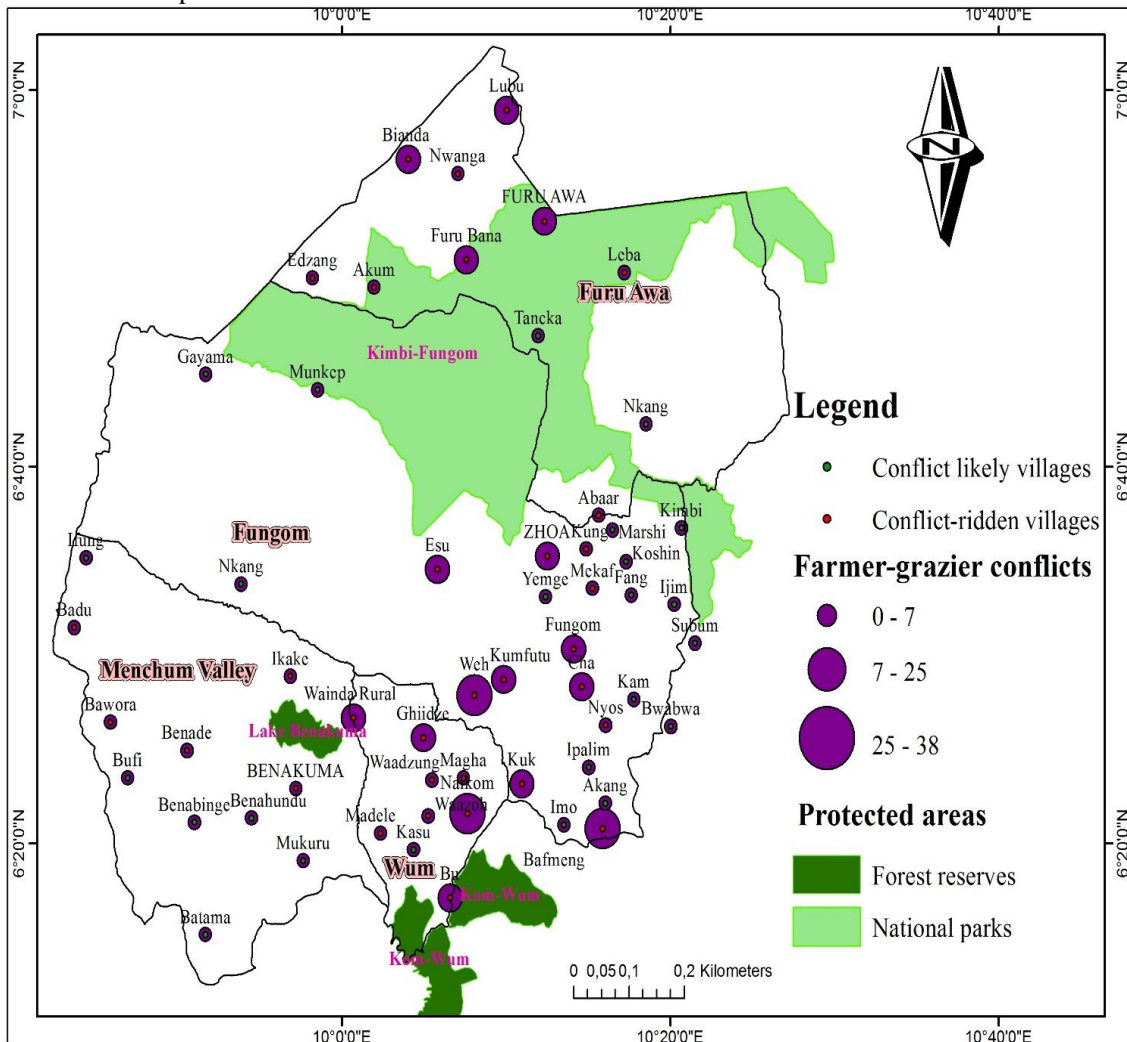 10°0'0"E 10°20'0"E 10°40'0"E
7°0'0"N
7°0'0"N
Lubu
Bianda
Nwanga
N
FURU AWA
Furu Bana
Edzang
Akum
Leba
Furu Awa
Tancka
Kimbi-Fungom
Gayama
Munkep
Nkang
Legend
Conflict likely villages
Conflict-ridden villages
Farmer-grazier conflicts
0 - 7
7 - 25
25 - 38
Protected areas
Forest reserves
National parks
6°40'0"N
6°40'0"N
Abaar
Kimbi
Marshi
ZHOA
Kung
Koshin
Fungom
Esu
Nkang
Yemge
Mekaf
Fang
Ijim
Badu
Subum
Fungom
Menchum Valley
Ikake
Weh
Kumfutu
Wainda Rural
Kam
Bawora
Lake Benakuma
Ghiidze
Nyos
Bwabwa
Benade
Bufi
Waadzung
Magha
Kuk
Ipalim
BENAKUMA
Naikom
Akang
Benabinge
Benahundu
Madele
Waazoh
Imo
Kasu
6°20'0"N
6°20'0"N
Mukuru
Wum
Bafmeng
Bu
Kom-Wum
Batama
Kom-Wum
0 0,05 0,1 0,2 Kilometers
10°0'0"E 10°20'0"E 10°40'0"E